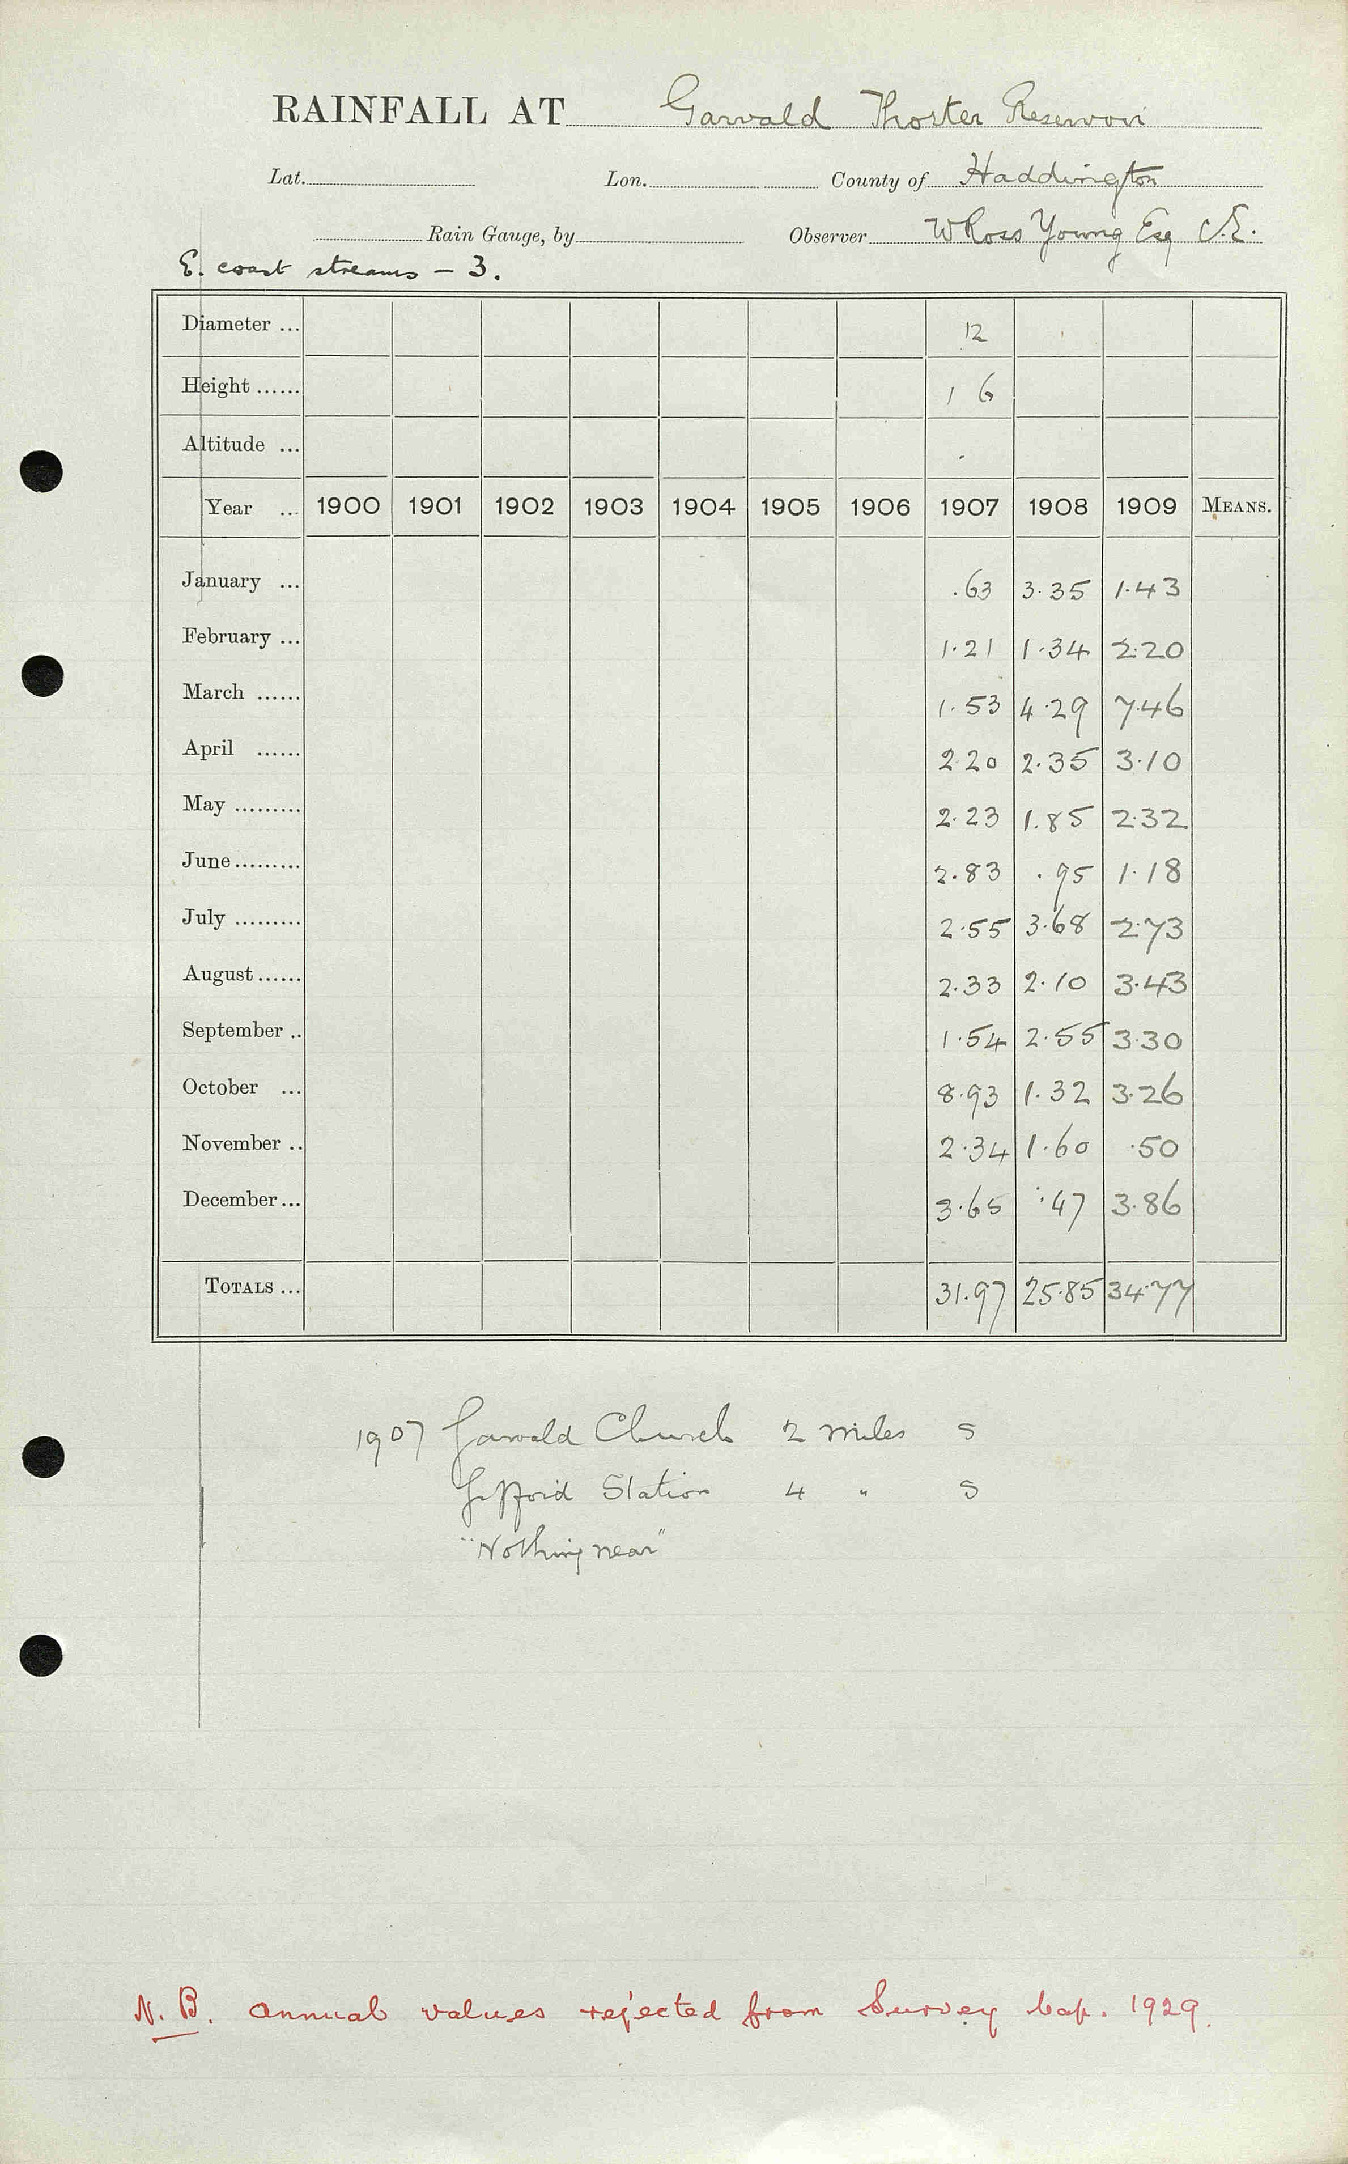 RAINFALL AT Garvald Thorter Reservoir
Lat. Lon. County of Haddington
Rain Gauge, by Observer W Ross Young Esq C.E.
E. coast streams - 3.
Diameter ... 12
Height ...... 1 6
Altitude ...
Year ... 1900 1901 1902 1903 1904 1905 1906 1907 1908 1909 MEANS.
January ... .63 3.35 1.43
February ... 1.21 1.34 2.20
March ...... 1.53 4.29 7.46
April ...... 2.20 2.35 3.10
May ......... 2.23 1.85 2.32
June ......... 2.83 .95 1.18
July ......... 2.55 3.68 2.73
August ...... 2.33 2.10 3.43
September .. 1.54 2.55 3.30
October ... 8.93 1.32 3.26
November .. 2.34 1.60 .50
December ... 3.65 .47 3.86
TOTALS ... 31.97 25.85 34.77
1907 Garvald Church 2 miles S
Gifford Station 4 " S
"Nothing near"
N.B. annual values rejected from Survey 1929.